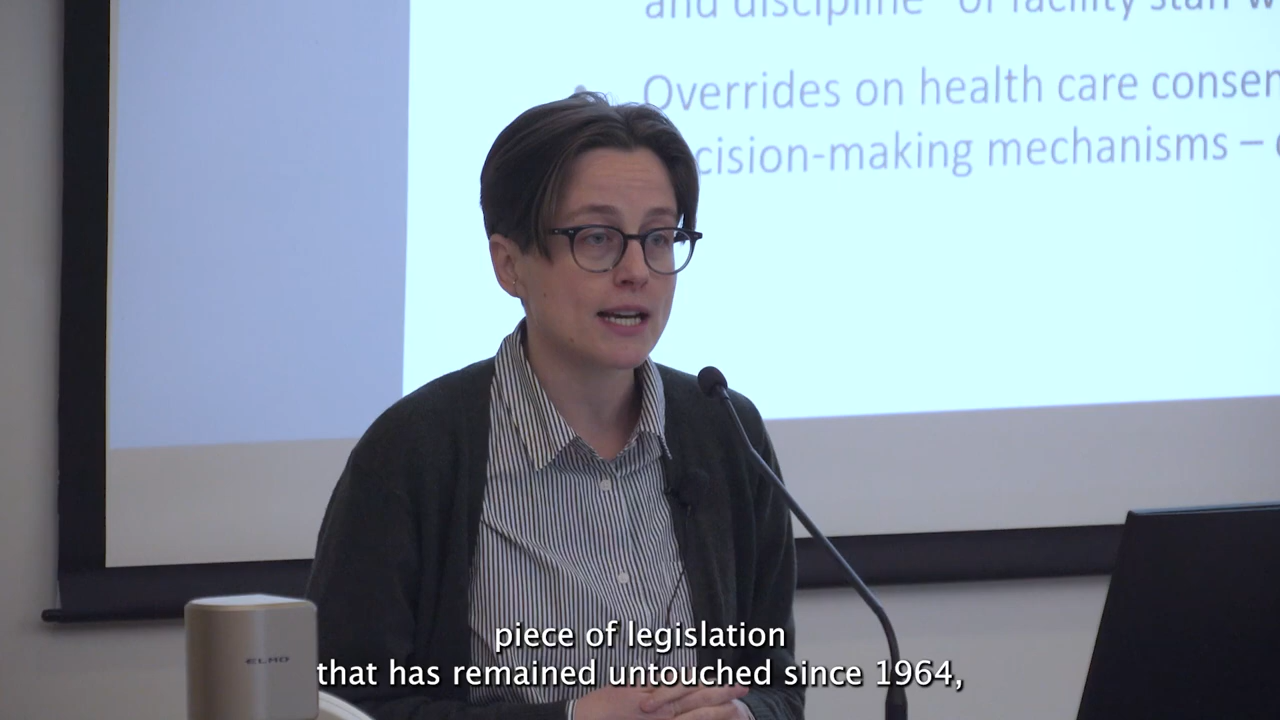 and discipline" of facility staff w
Overrides on health care consen
cision-making mechanisms –
ELMO
piece of legislation
that has remained untouched since 1964,